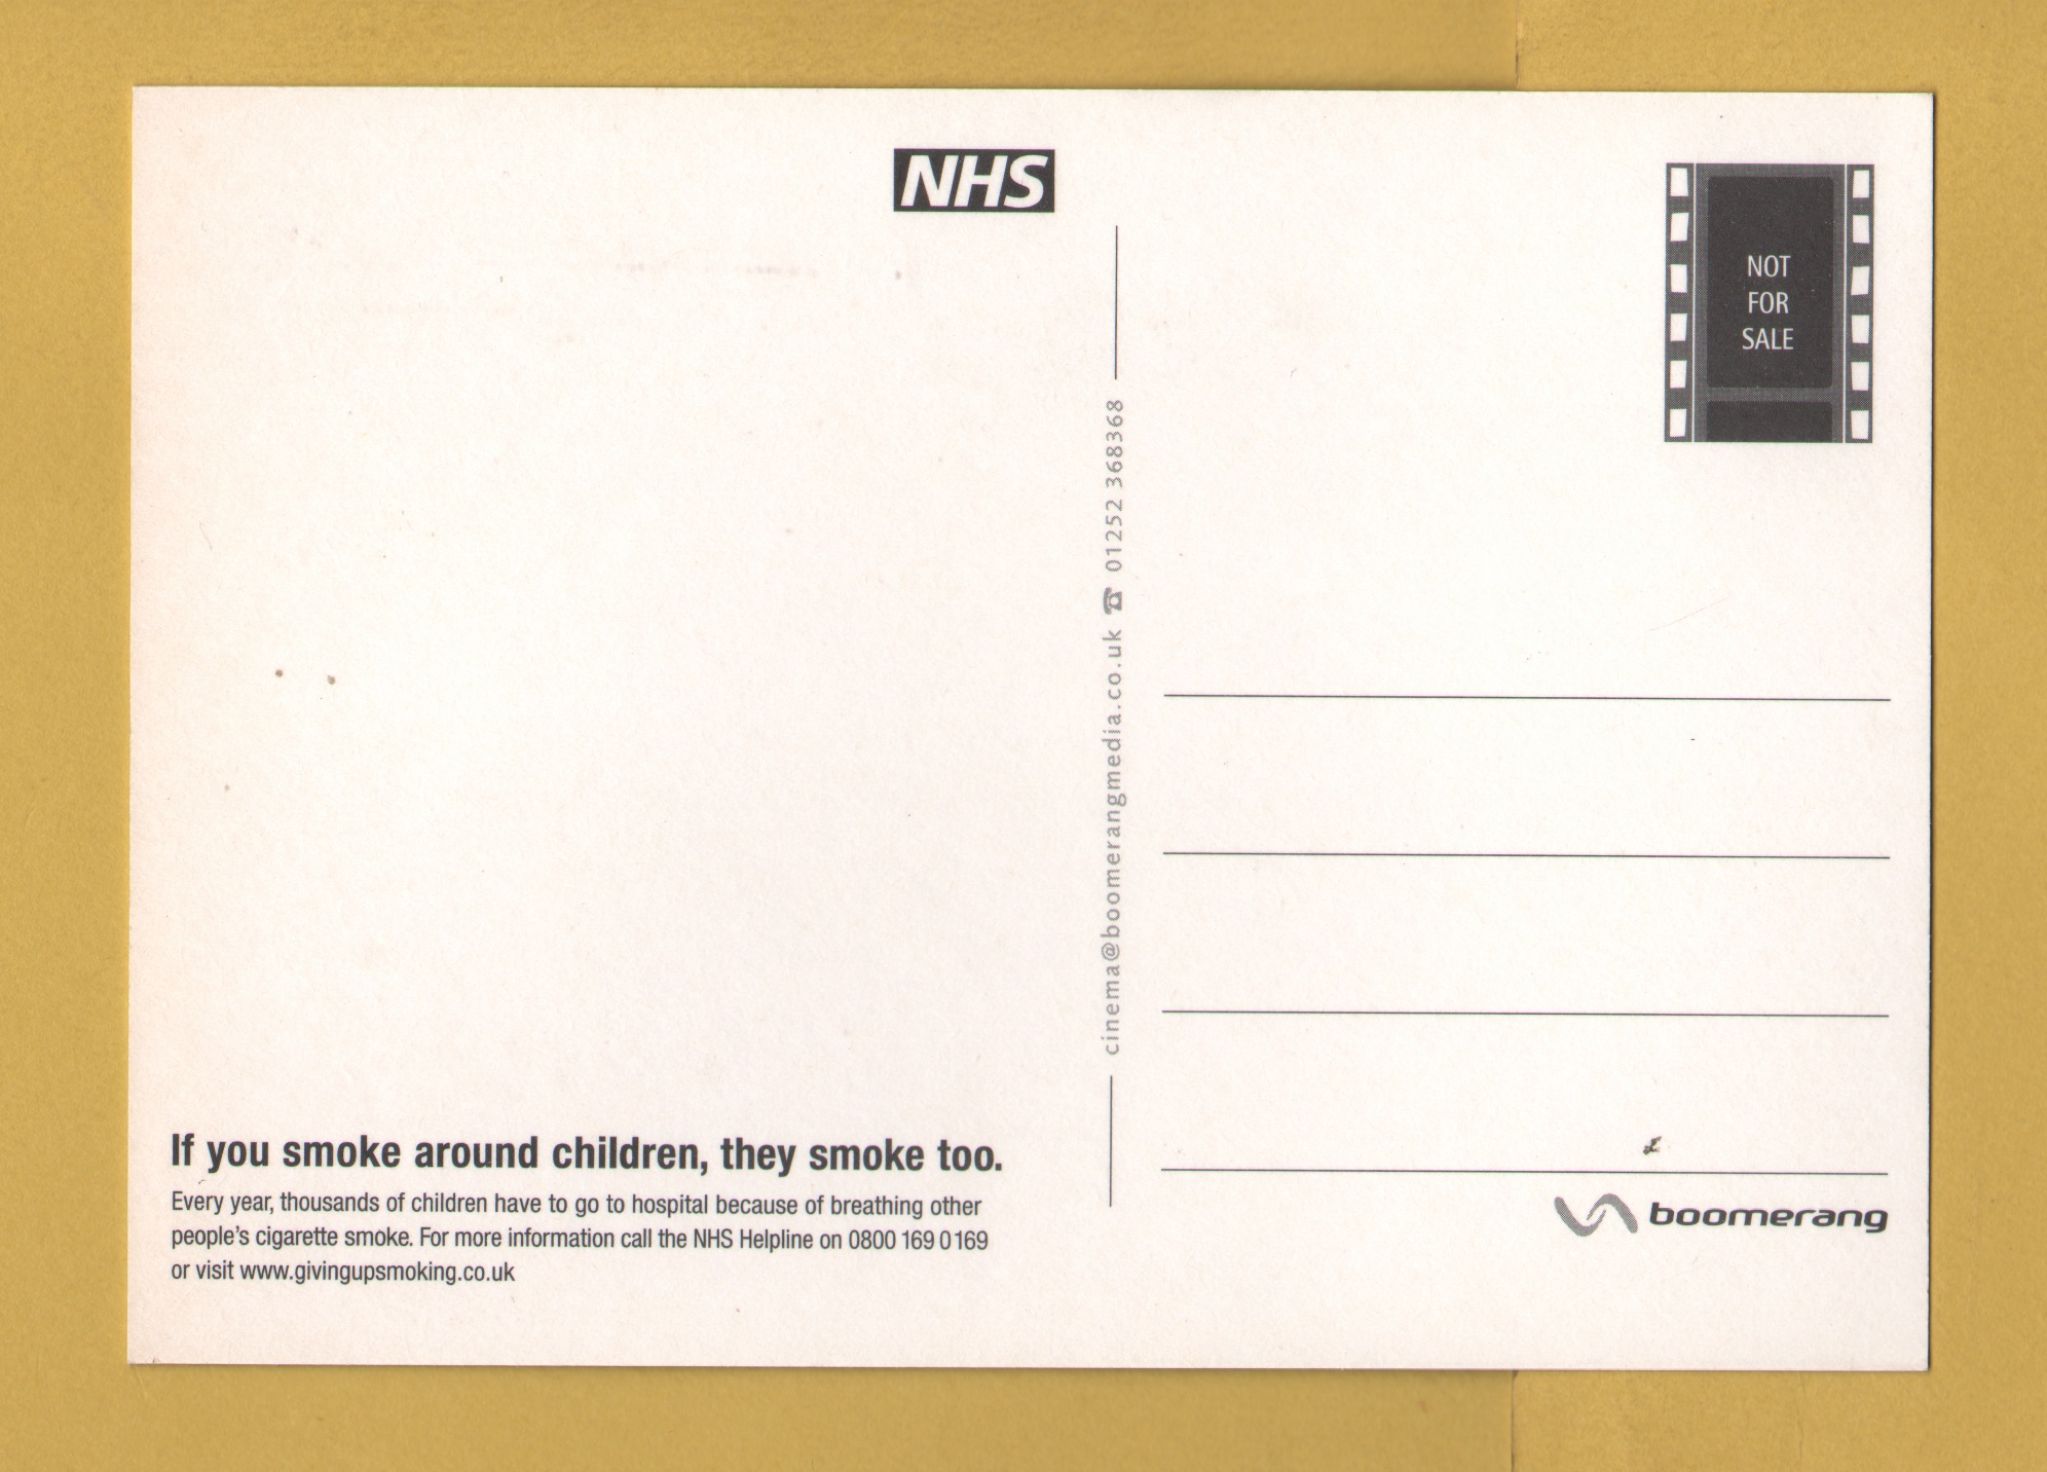 NHS
If you smoke around children, they smoke too.
Every year, thousands of children have to go to hospital because of breathing other
people's cigarette smoke. For more information call the NHS Helpline on 0800 169 0169
or visit www.givingupsmoking.co.uk
cinema@boomerangmedia.co.uk ☎ 01252 368368
NOT
FOR
SALE
£
boomerang